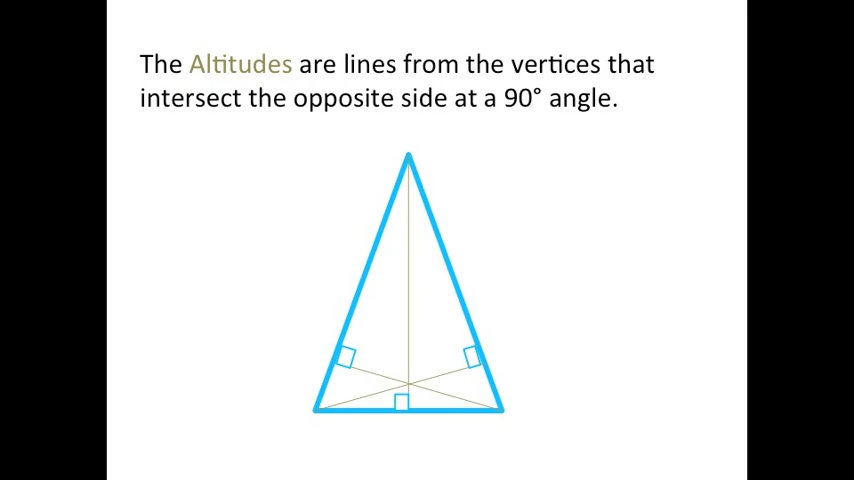 The Altitudes are lines from the vertices that
intersect the opposite side at a 90° angle.